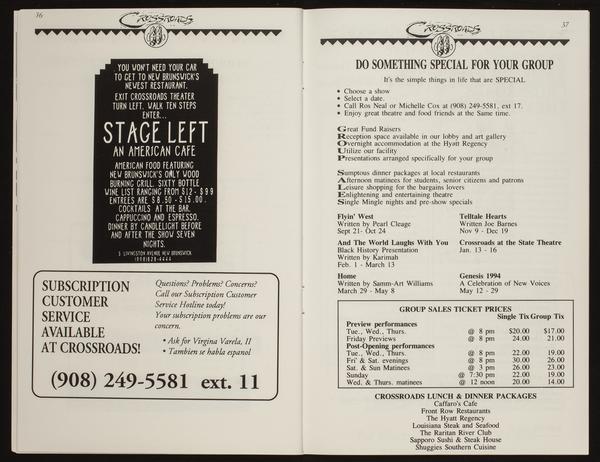 36
CROSSROADS
YOU WON'T NEED YOUR CAR
TO GET TO NEW BRUNSWICK'S
NEWEST RESTAURANT.
EXIT CROSSROADS THEATER
TURN LEFT, WALK TEN STEPS
ENTER...
STAGE LEFT
AN AMERICAN CAFE
AMERICAN FOOD FEATURING
NEW BRUNSWICK'S ONLY WOOD
BURNING GRILL. SIXTY BOTTLE
WINE LIST RANGING FROM $12- $99
ENTREES ARE $8.50 - $15.00.
COCKTAILS AT THE BAR.
CAPPUCCINO AND ESPRESSO.
DINNER BY CANDLELIGHT BEFORE
AND AFTER THE SHOW SEVEN
NIGHTS.
5 LIVINGSTON AVENUE NEW BRUNSWICK
(908)828-4444
SUBSCRIPTION
CUSTOMER
SERVICE
AVAILABLE
AT CROSSROADS!
Questions? Problems? Concerns?
Call our Subscription Customer
Service Hotline today!
Your subscription problems are our
concern.
• Ask for Virgina Varela, II
• Tambien se habla espanol
(908) 249-5581 ext. 11
37
CROSSROADS
DO SOMETHING SPECIAL FOR YOUR GROUP
It's the simple things in life that are SPECIAL
• Choose a show
• Select a date.
• Call Ros Neal or Michelle Cox at (908) 249-5581, ext 17.
• Enjoy great theatre and food friends at the Same time.
Great Fund Raisers
Reception space available in our lobby and art gallery
Overnight accommodation at the Hyatt Regency
Utilize our facility
Presentations arranged specifically for your group
Sumptous dinner packages at local restaurants
Afternoon matinees for students, senior citizens and patrons
Leisure shopping for the bargains lovers
Enlightening and entertaining theatre
Single Mingle nights and pre-show specials
Flyin' West
Written by Pearl Cleage
Sept 21- Oct 24
Telltale Hearts
Written Joe Barnes
Nov 9 - Dec 19
And The World Laughs With You
Black History Presentation
Written by Karimah
Feb. 1 - March 13
Crossroads at the State Theatre
Jan. 13 - 16
Home
Written by Samm-Art Williams
March 29 - May 8
Genesis 1994
A Celebration of New Voices
May 12 - 29
GROUP SALES TICKET PRICES
Single Tix Group Tix
Preview performances
Tue., Wed., Thurs. @ 8 pm $20.00 $17.00
Friday Previews @ 8 pm 24.00 21.00
Post-Opening performances
Tue., Wed., Thurs. @ 8 pm 22.00 19.00
Fri' & Sat. evenings @ 8 pm 30.00 26.00
Sat. & Sun Matinees @ 3 pm 26.00 23.00
Sunday @ 7:30 pm 22.00 19.00
Wed. & Thurs. matinees @ 12 noon 20.00 14.00
CROSSROADS LUNCH & DINNER PACKAGES
Caffaro's Cafe
Front Row Restaurants
The Hyatt Regency
Louisiana Steak and Seafood
The Raritan River Club
Sapporo Sushi & Steak House
Shuggies Southern Cuisine